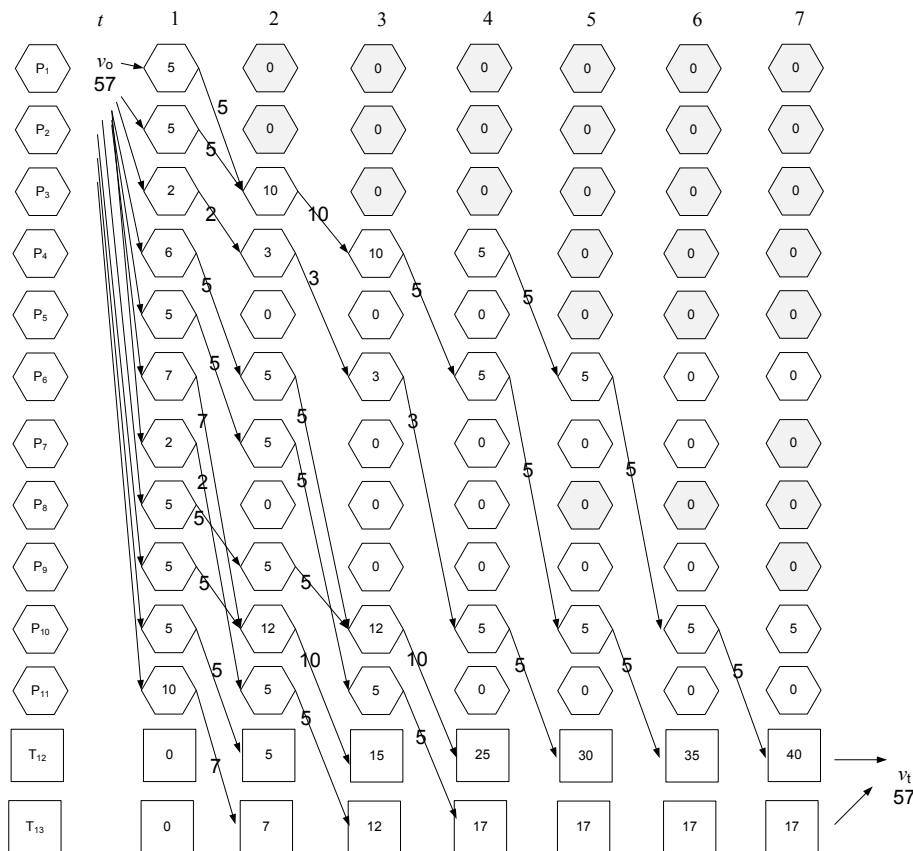 t 1 2 3 4 5 6 7
P₁ vₒ 5 0 0 0 0 0 0
57
5
P₂ 5 0 0 0 0 0 0
5
P₃ 2 10 0 0 0 0 0
2 10
P₄ 6 3 10 5 0 0 0
5 3 5 5
P₅ 5 0 0 0 0 0 0
5
P₆ 7 5 3 5 5 0 0
7 5 3
P₇ 2 5 0 0 0 0 0
2 5 5 5
P₈ 5 0 0 0 0 0 0
5
P₉ 5 5 0 0 0 0 0
5 5
P₁₀ 5 12 12 5 5 5 5
5 10 10 5 5 5
P₁₁ 10 5 5 0 0 0 0
5 5
T₁₂ 0 5 15 25 30 35 40
7
vₜ
57
T₁₃ 0 7 12 17 17 17 17